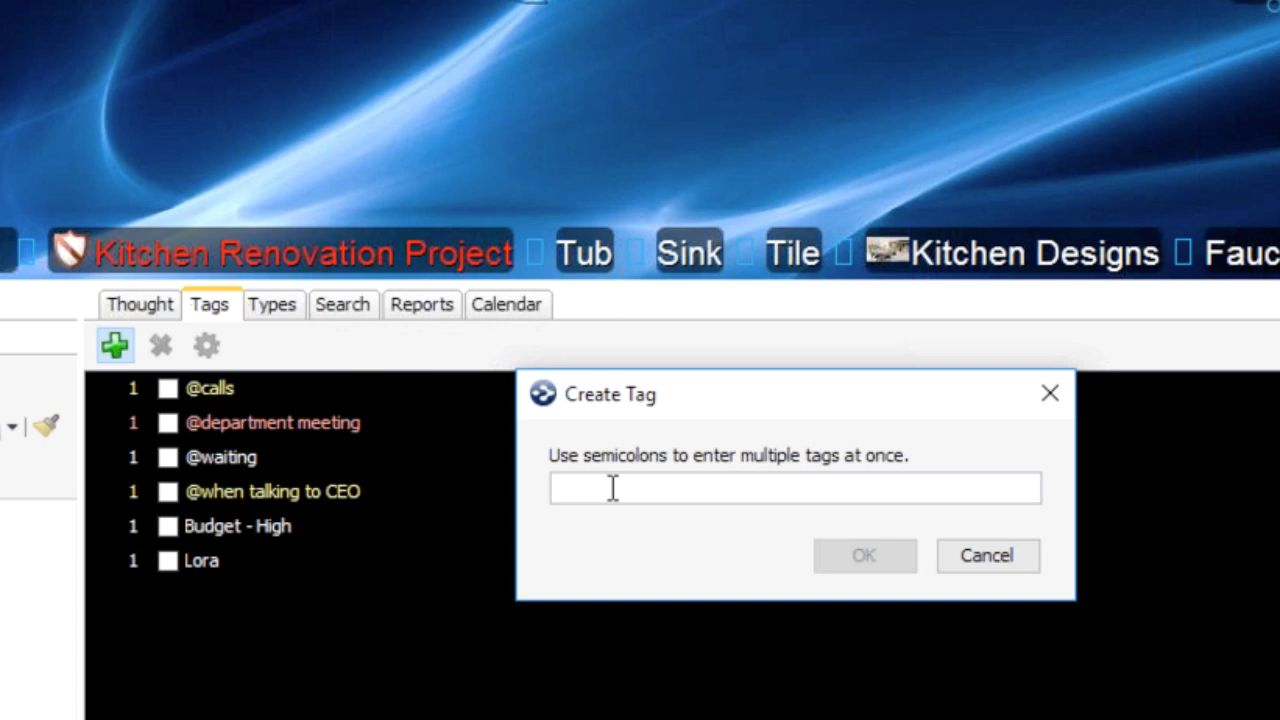 Kitchen Renovation Project Tub Sink Tile Kitchen Designs Fauc
Thought Tags Types Search Reports Calendar
1 @calls
1 @department meeting
1 @waiting
1 @when talking to CEO
1 Budget - High
1 Lora
Create Tag
Use semicolons to enter multiple tags at once.
OK Cancel